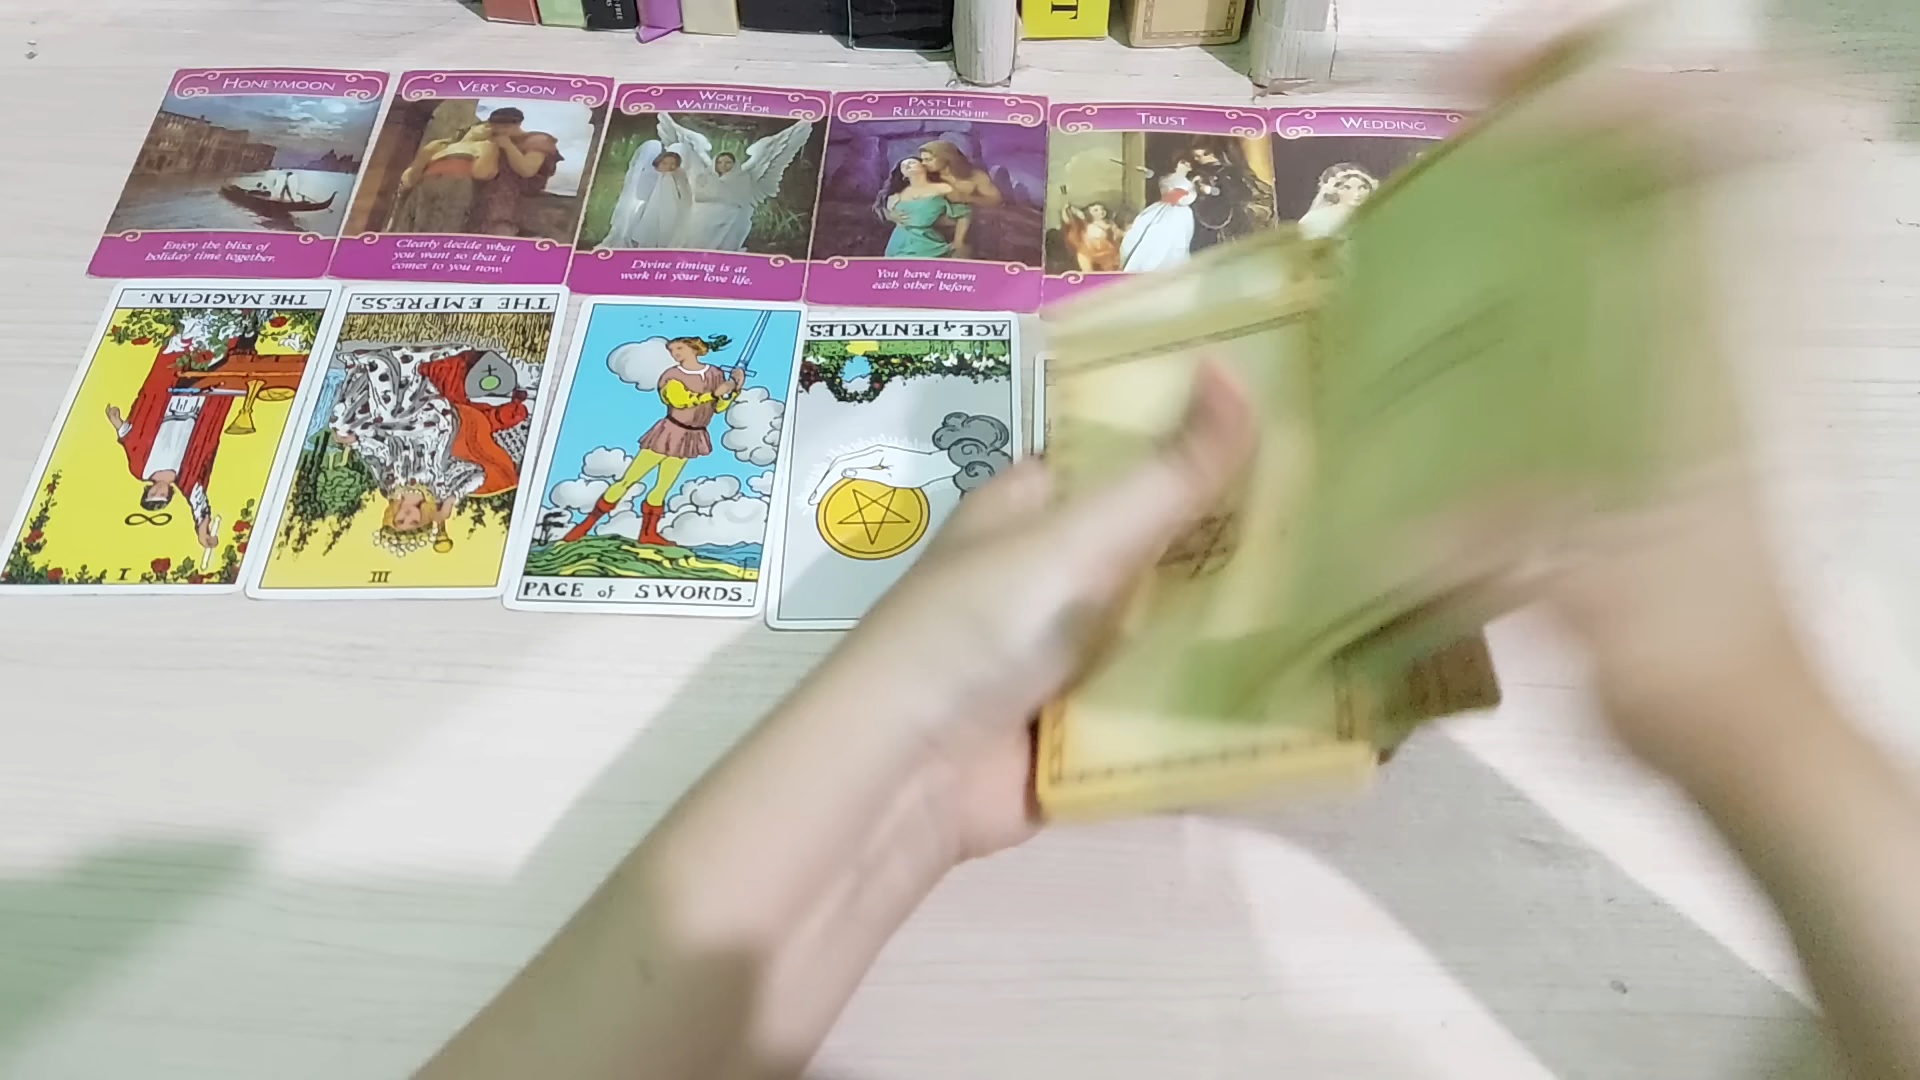 HONEYMOON
VERY SOON
WORTH
WAITING FOR
PAST-LIFE
RELATIONSHIP
TRUST
WEDDING
Enjoy the bliss of
holiday time together.
Clearly decide what
you want so that it
comes to you now.
Divine timing is at
work in your love life.
You have known
each other before.
THE MAGICIAN.
THE EMPRESS.
ACE of PENTACLES.
I
III
PAGE of SWORDS.